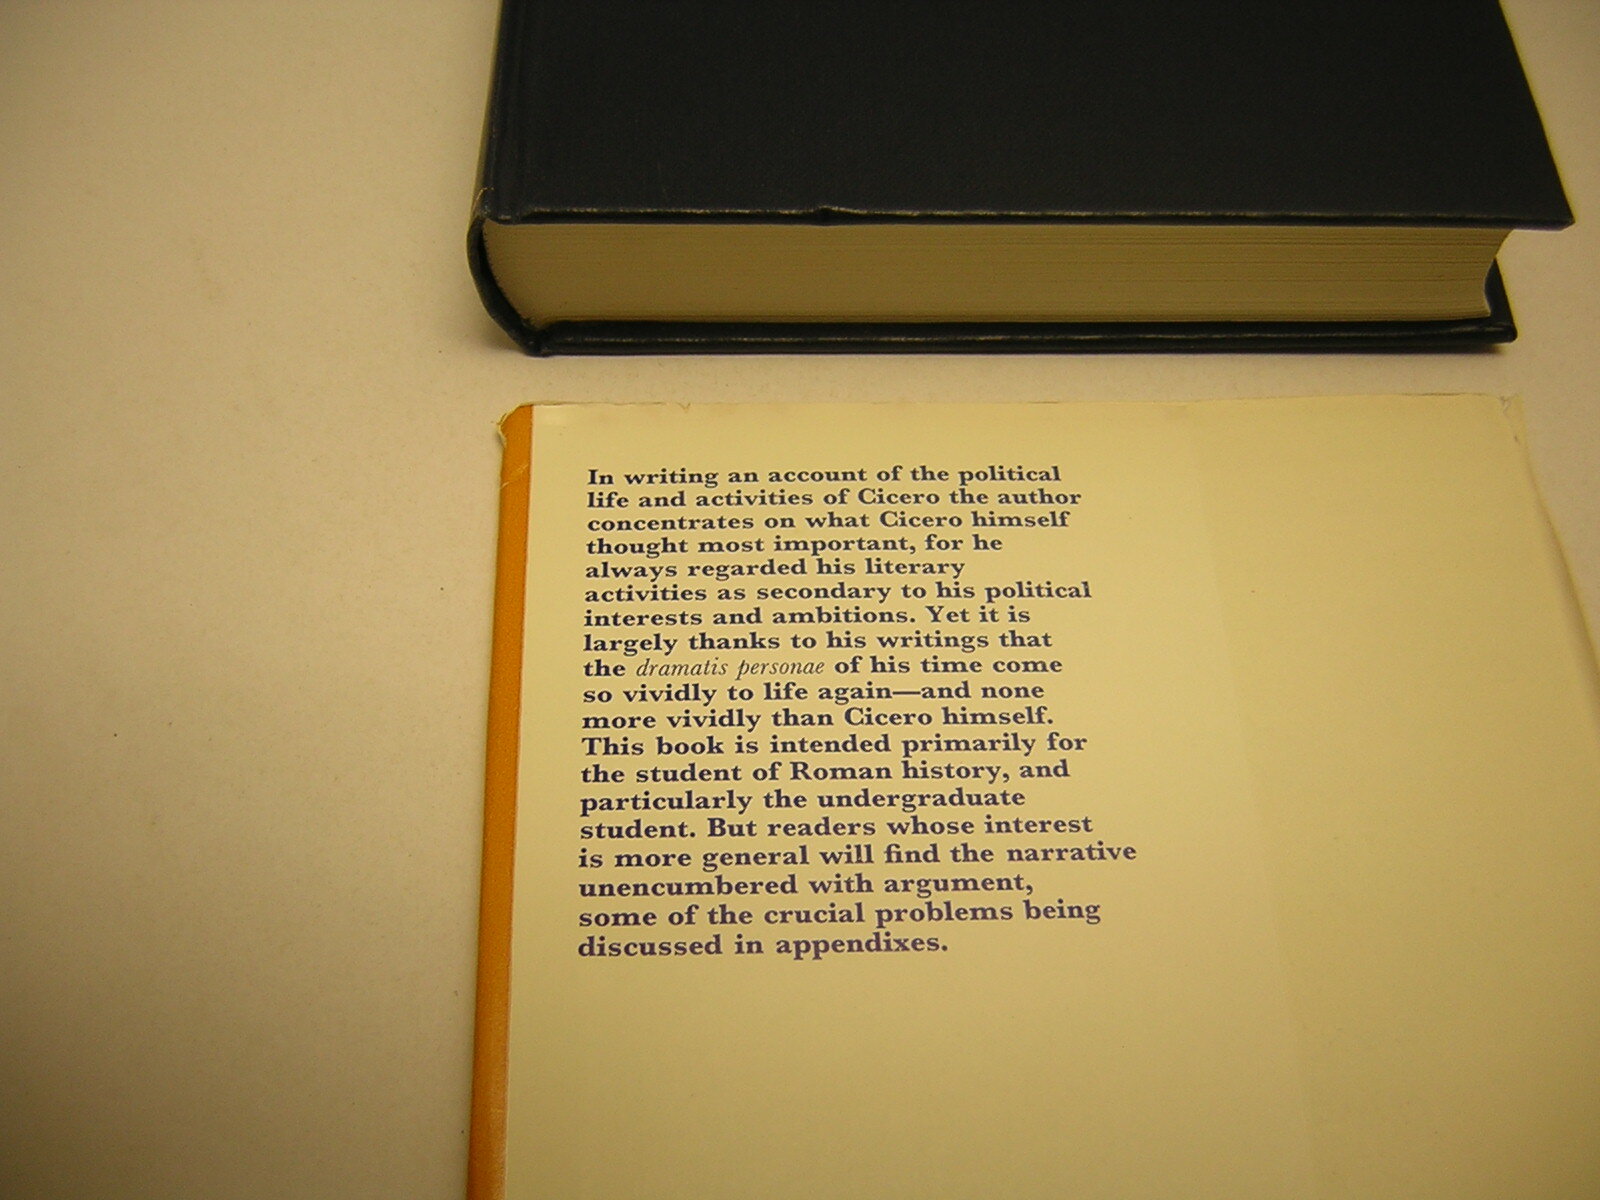 In writing an account of the political
life and activities of Cicero the author
concentrates on what Cicero himself
thought most important, for he
always regarded his literary
activities as secondary to his political
interests and ambitions. Yet it is
largely thanks to his writings that
the dramatis personae of his time come
so vividly to life again—and none
more vividly than Cicero himself.
This book is intended primarily for
the student of Roman history, and
particularly the undergraduate
student. But readers whose interest
is more general will find the narrative
unencumbered with argument,
some of the crucial problems being
discussed in appendixes.